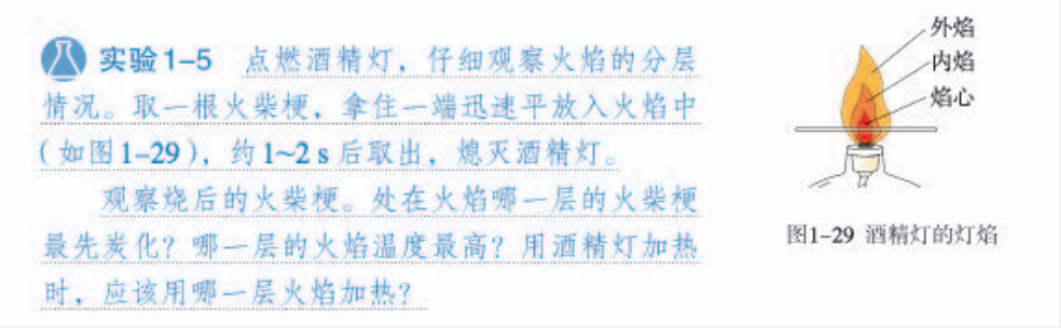 实验1-5 点燃酒精灯，仔细观察火焰的分层
情况。取一根火柴梗，拿住一端迅速平放入火焰中
（如图1-29），约1~2 s后取出，熄灭酒精灯。
观察烧后的火柴梗。处在火焰哪一层的火柴梗
最先炭化？哪一层的火焰温度最高？用酒精灯加热
时，应该用哪一层火焰加热？
外焰
内焰
焰心
图1-29 酒精灯的灯焰